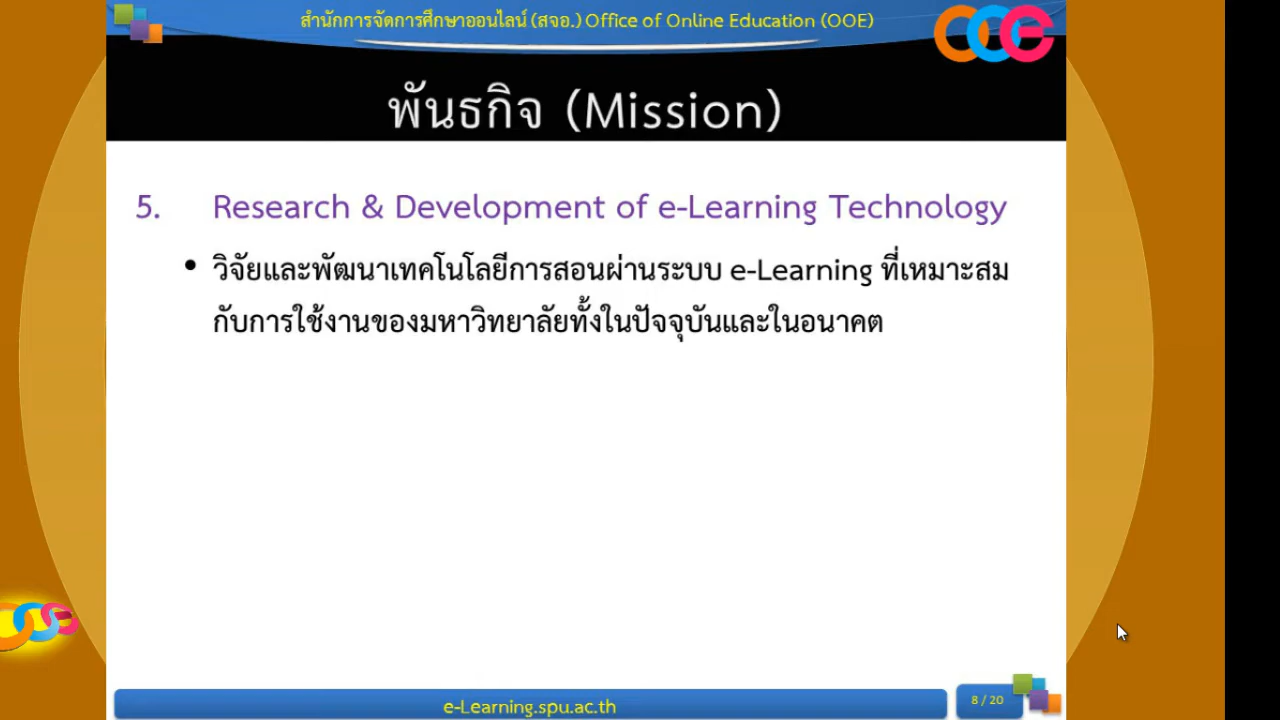 สำนักการจัดการศึกษาออนไลน์ (สจอ.) Office of Online Education (OOE)
OOE
พันธกิจ (Mission)
5. Research & Development of e-Learning Technology
• วิจัยและพัฒนาเทคโนโลยีการสอนผ่านระบบ e-Learning ที่เหมาะสม
กับการใช้งานของมหาวิทยาลัยทั้งในปัจจุบันและในอนาคต
OOE
e-Learning.spu.ac.th
8 / 20